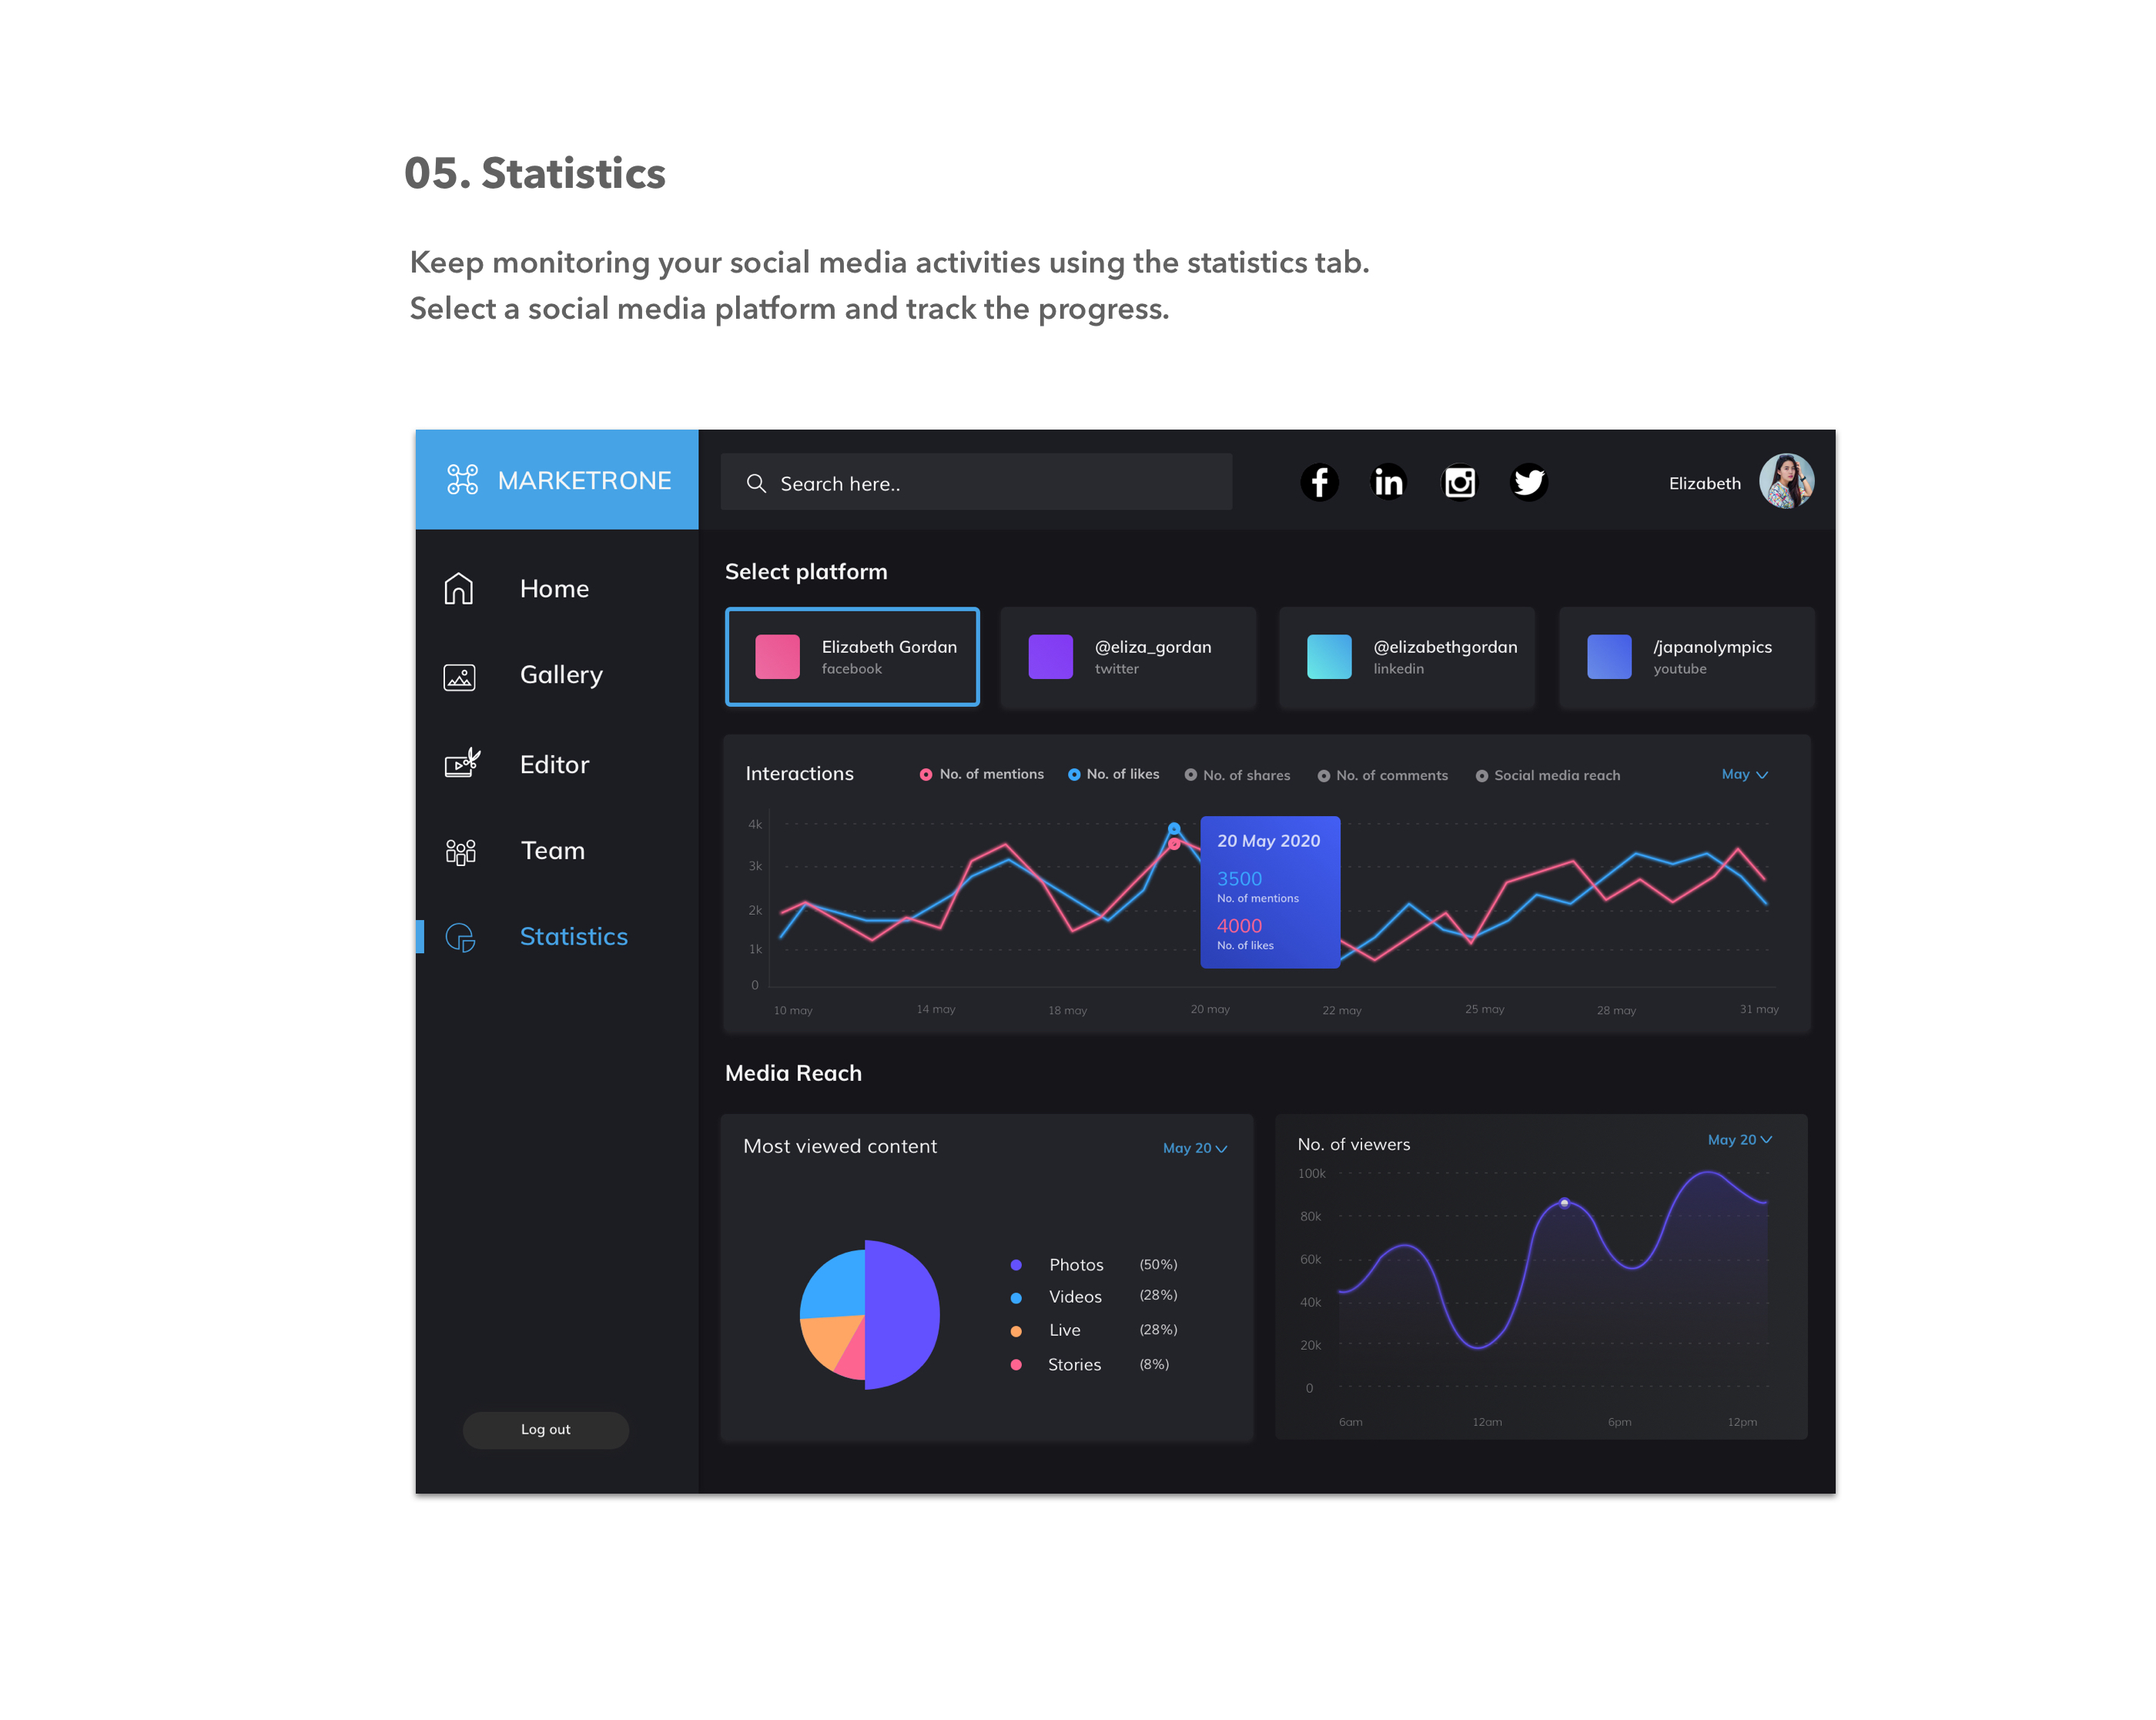 05. Statistics
Keep monitoring your social media activities using the statistics tab.
Select a social media platform and track the progress.
MARKETRONE
Search here..
f
in
Elizabeth
Home
Gallery
Editor
Team
Statistics
Log out
Select platform
Elizabeth Gordan
facebook
@eliza_gordan
twitter
@elizabethgordan
linkedin
/japanolympics
youtube
Interactions
No. of mentions
No. of likes
No. of shares
No. of comments
Social media reach
May
4k
3k
2k
1k
0
20 May 2020
3500
No. of mentions
4000
No. of likes
10 may
14 may
18 may
20 may
22 may
25 may
28 may
31 may
Media Reach
Most viewed content
May 20
Photos (50%)
Videos (28%)
Live (28%)
Stories (8%)
No. of viewers
May 20
100k
80k
60k
40k
20k
0
6am
12am
6pm
12pm